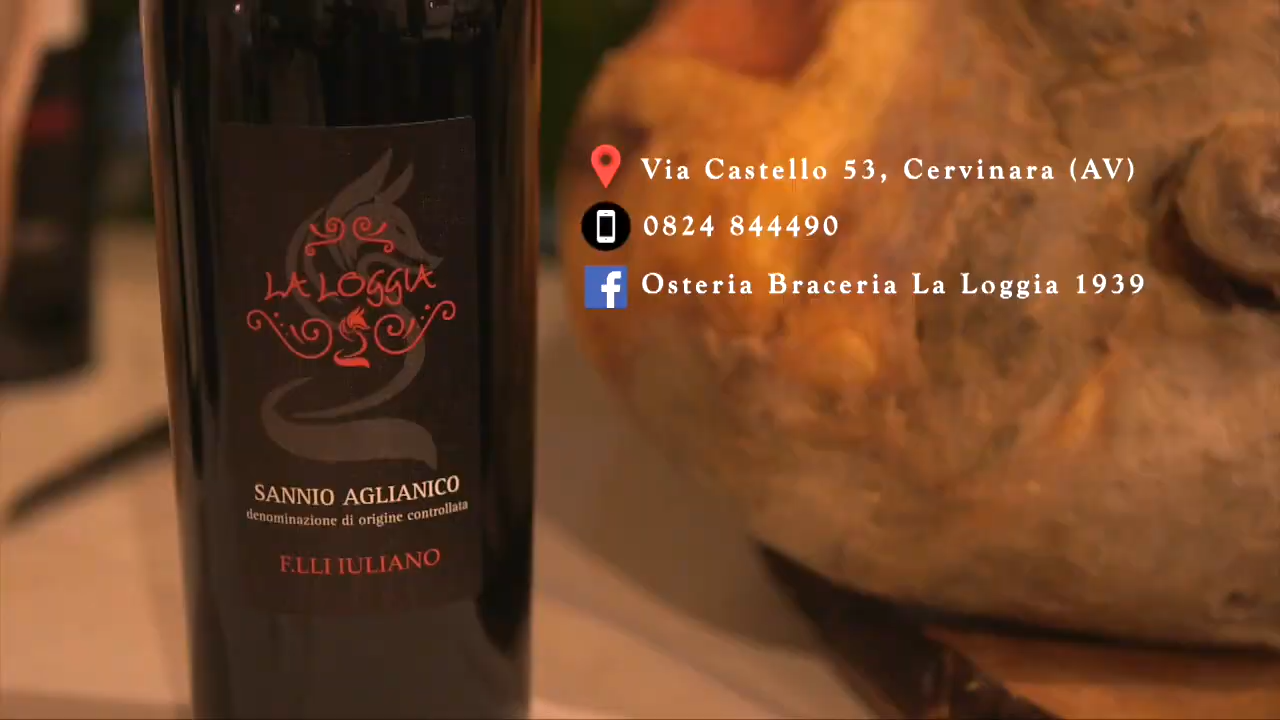 LA LOGGIA
SANNIO AGLIANICO
denominazione di origine controllata
F.LLI IULIANO
Via Castello 53, Cervinara (AV)
0824 844490
Osteria Braceria La Loggia 1939